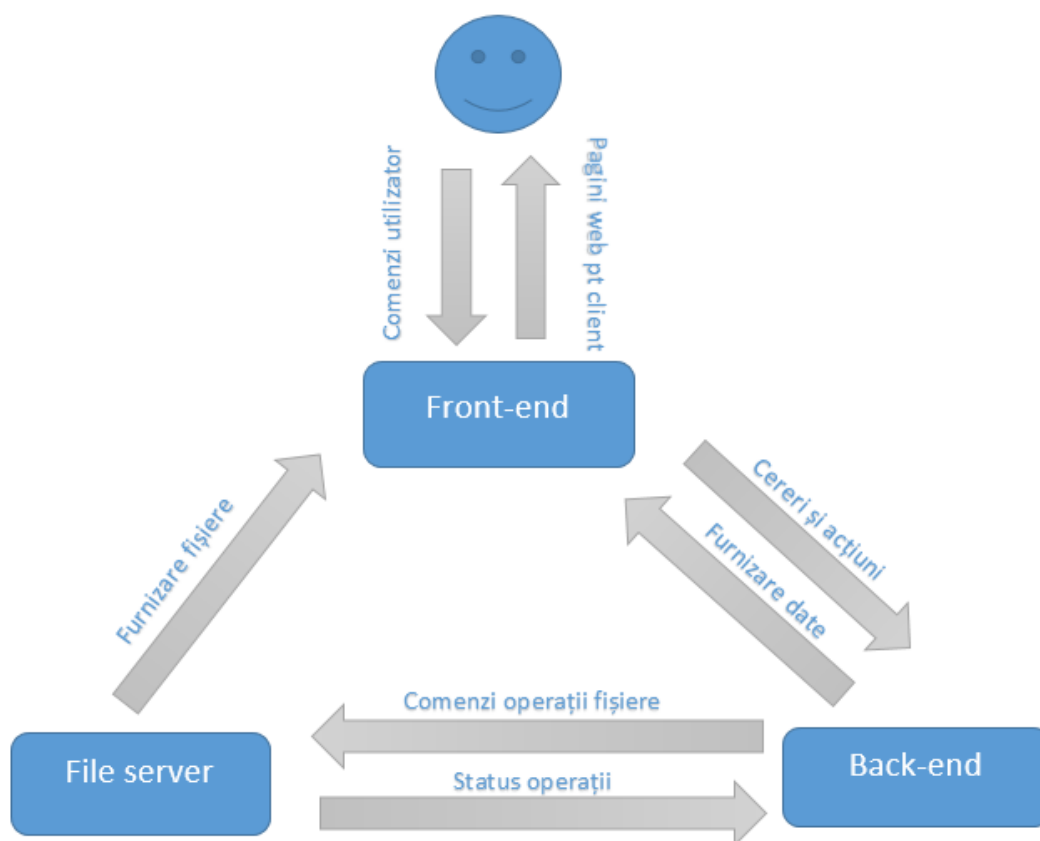 Comenzi utilizator
Pagini web pt client
Front-end
Furnizare fișiere
Cereri și acțiuni
Furnizare date
Comenzi operații fișiere
File server
Status operații
Back-end